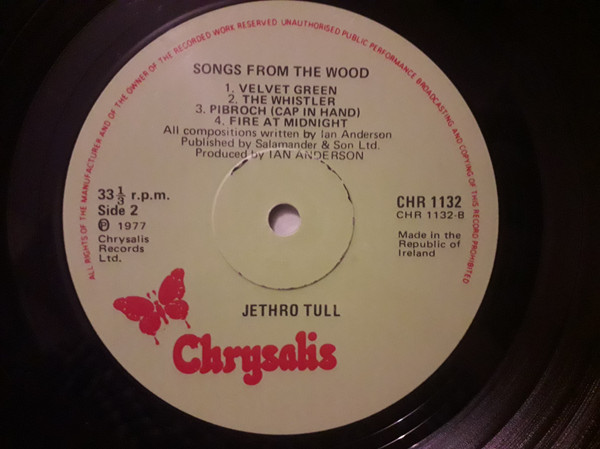 ALL RIGHTS OF THE MANUFACTURER AND OF THE OWNER OF THE RECORDED WORK RESERVED UNAUTHORISED PUBLIC PERFORMANCE BROADCASTING AND COPYING OF THIS RECORD PROHIBITED
SONGS FROM THE WOOD
1. VELVET GREEN
2. THE WHISTLER
3. PIBROCH (CAP IN HAND)
4. FIRE AT MIDNIGHT
All compositions written by Ian Anderson
Published by Salamander & Son Ltd.
Produced by IAN ANDERSON
33 1/3 r.p.m.
Side 2
Ⓟ 1977
Chrysalis
Records
Ltd.
CHR 1132
CHR 1132-B
Made in the
Republic of
Ireland
JETHRO TULL
Chrysalis